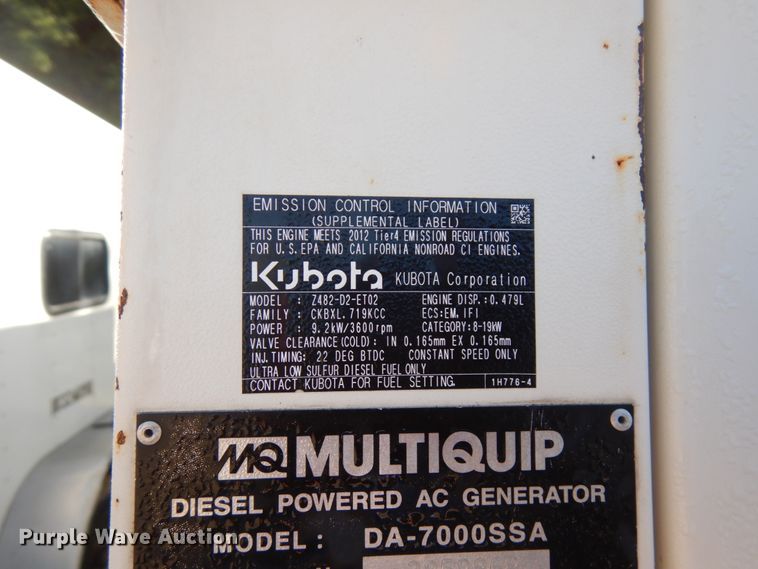 EMISSION CONTROL INFORMATION
(SUPPLEMENTAL LABEL)
THIS ENGINE MEETS 2012 Tier4 EMISSION REGULATIONS
FOR U.S.EPA AND CALIFORNIA NONROAD CI ENGINES.
Kubota KUBOTA Corporation
MODEL : Z482-D2-ET02 ENGINE DISP.:0.479L
FAMILY : CKBXL.719KCC ECS:EM,IFI
POWER : 9.2kW/3600rpm CATEGORY:8-19kW
VALVE CLEARANCE(COLD): IN 0.165mm EX 0.165mm
INJ.TIMING: 22 DEG BTDC CONSTANT SPEED ONLY
ULTRA LOW SULFUR DIESEL FUEL ONLY
CONTACT KUBOTA FOR FUEL SETTING. 1H776-4
MQ MULTIQUIP
DIESEL POWERED AC GENERATOR
MODEL : DA-7000SSA
Purple Wave Auction